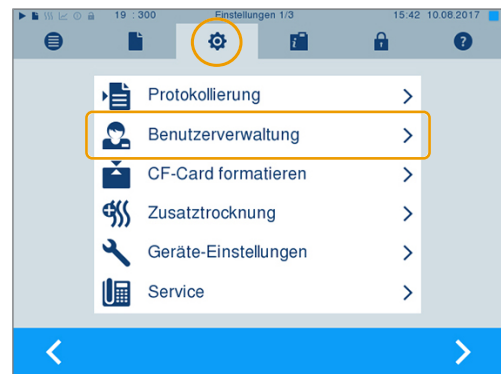 19 : 300 Einstellungen 1/3 15:42 10.08.2017
Protokollierung
Benutzerverwaltung
CF-Card formatieren
Zusatztrocknung
Geräte-Einstellungen
Service